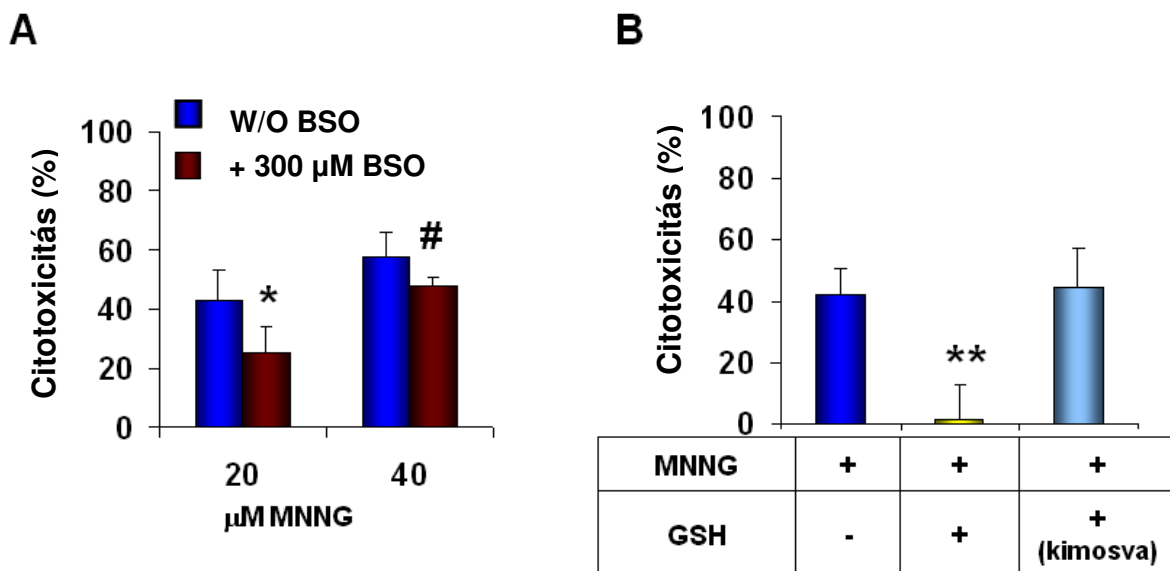 A
Citotoxicitás (%)
100
80
60
40
20
0
W/O BSO
+ 300 µM BSO
*
#
20
40
µM MNNG
B
Citotoxicitás (%)
100
80
60
40
20
0
**
MNNG + + +
GSH - + +
(kimosva)